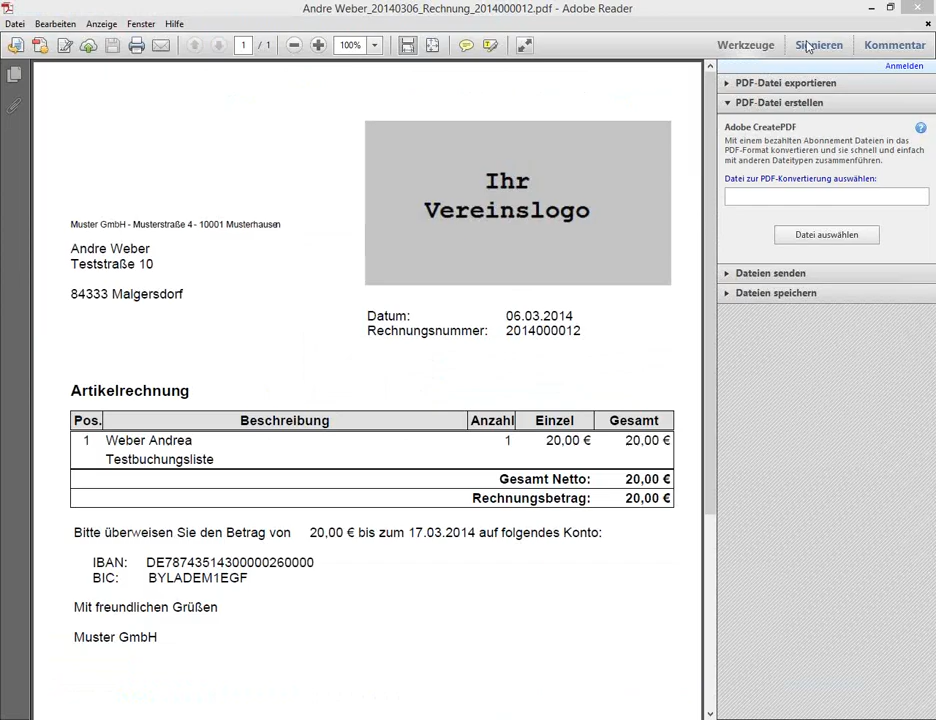 Andre Weber_20140306_Rechnung_2014000012.pdf - Adobe Reader
Datei Bearbeiten Anzeige Fenster Hilfe
1 / 1 100% Werkzeuge Signieren Kommentar
Anmelden
PDF-Datei exportieren
PDF-Datei erstellen
Adobe CreatePDF
Mit einem bezahlten Abonnement Dateien in das
PDF-Format konvertieren und sie schnell und einfach
mit anderen Dateitypen zusammenführen.
Datei zur PDF-Konvertierung auswählen:
Datei auswählen
Dateien senden
Dateien speichern
Ihr
Vereinslogo
Muster GmbH - Musterstraße 4 - 10001 Musterhausen
Andre Weber
Teststraße 10
84333 Malgersdorf
Datum: 06.03.2014
Rechnungsnummer: 2014000012
Artikelrechnung
Pos. Beschreibung Anzahl Einzel Gesamt
1 Weber Andrea 1 20,00 € 20,00 €
Testbuchungsliste
Gesamt Netto: 20,00 €
Rechnungsbetrag: 20,00 €
Bitte überweisen Sie den Betrag von 20,00 € bis zum 17.03.2014 auf folgendes Konto:
IBAN: DE78743514300000260000
BIC: BYLADEM1EGF
Mit freundlichen Grüßen
Muster GmbH